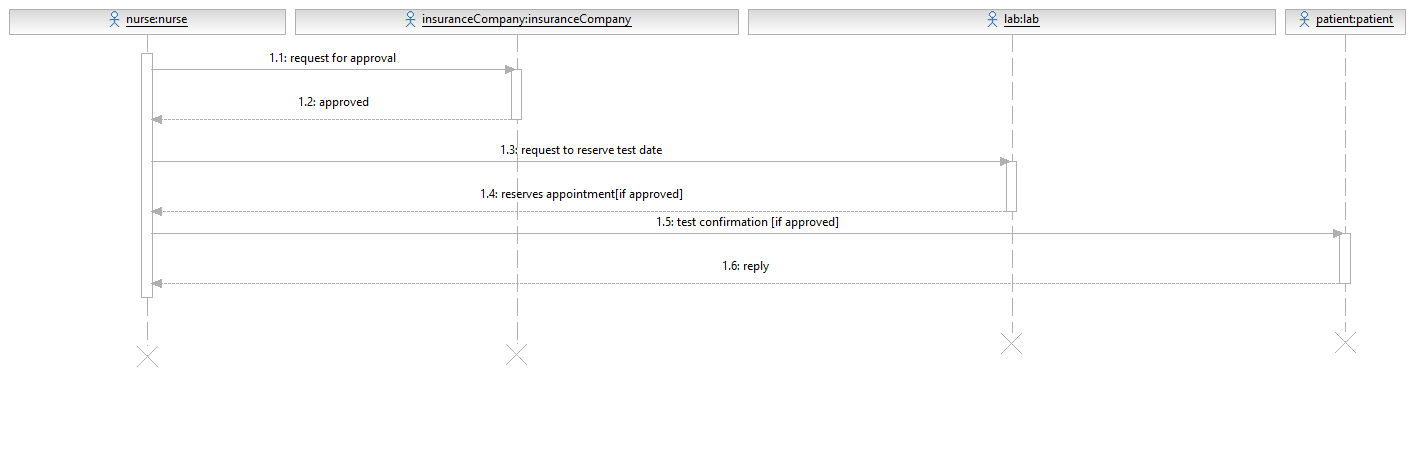 nurse:nurse
insuranceCompany:insuranceCompany
lab:lab
patient:patient
1.1: request for approval
1.2: approved
1.3: request to reserve test date
1.4: reserves appointment[if approved]
1.5: test confirmation [if approved]
1.6: reply